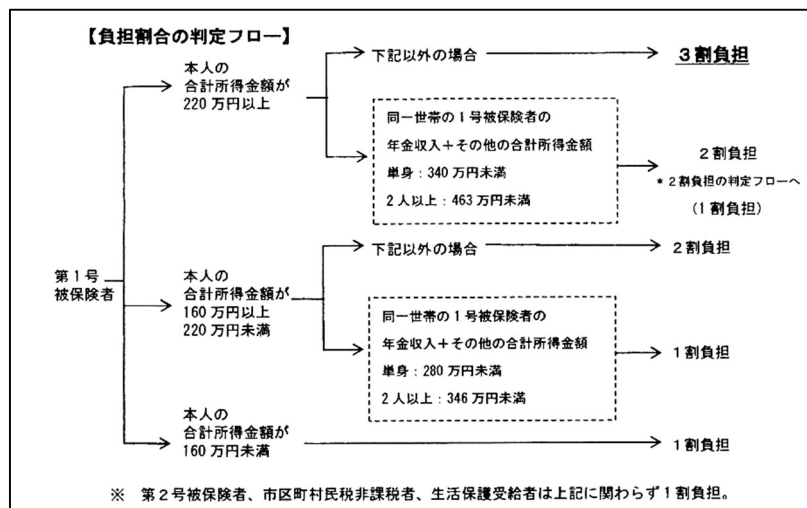 【負担割合の判定フロー】
本人の
合計所得金額が
220万円以上
下記以外の場合
３割負担
同一世帯の１号被保険者の
年金収入＋その他の合計所得金額
単身：340万円未満
2人以上：463万円未満
２割負担
*２割負担の判定フローへ
（１割負担）
第１号
被保険者
本人の
合計所得金額が
160万円以上
220万円未満
下記以外の場合
２割負担
同一世帯の１号被保険者の
年金収入＋その他の合計所得金額
単身：280万円未満
2人以上：346万円未満
１割負担
本人の
合計所得金額が
160万円未満
１割負担
※　第２号被保険者、市区町村民税非課税者、生活保護受給者は上記に関わらず１割負担。